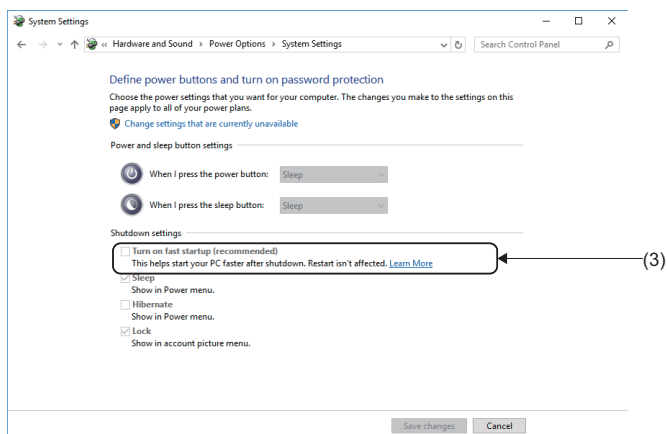 System Settings
« Hardware and Sound › Power Options › System Settings
Search Control Panel
Define power buttons and turn on password protection
Choose the power settings that you want for your computer. The changes you make to the settings on this
page apply to all of your power plans.
Change settings that are currently unavailable
Power and sleep button settings
When I press the power button: Sleep
When I press the sleep button: Sleep
Shutdown settings
Turn on fast startup (recommended)
This helps start your PC faster after shutdown. Restart isn't affected. Learn More
(3)
Sleep
Show in Power menu.
Hibernate
Show in Power menu.
Lock
Show in account picture menu.
Save changes Cancel